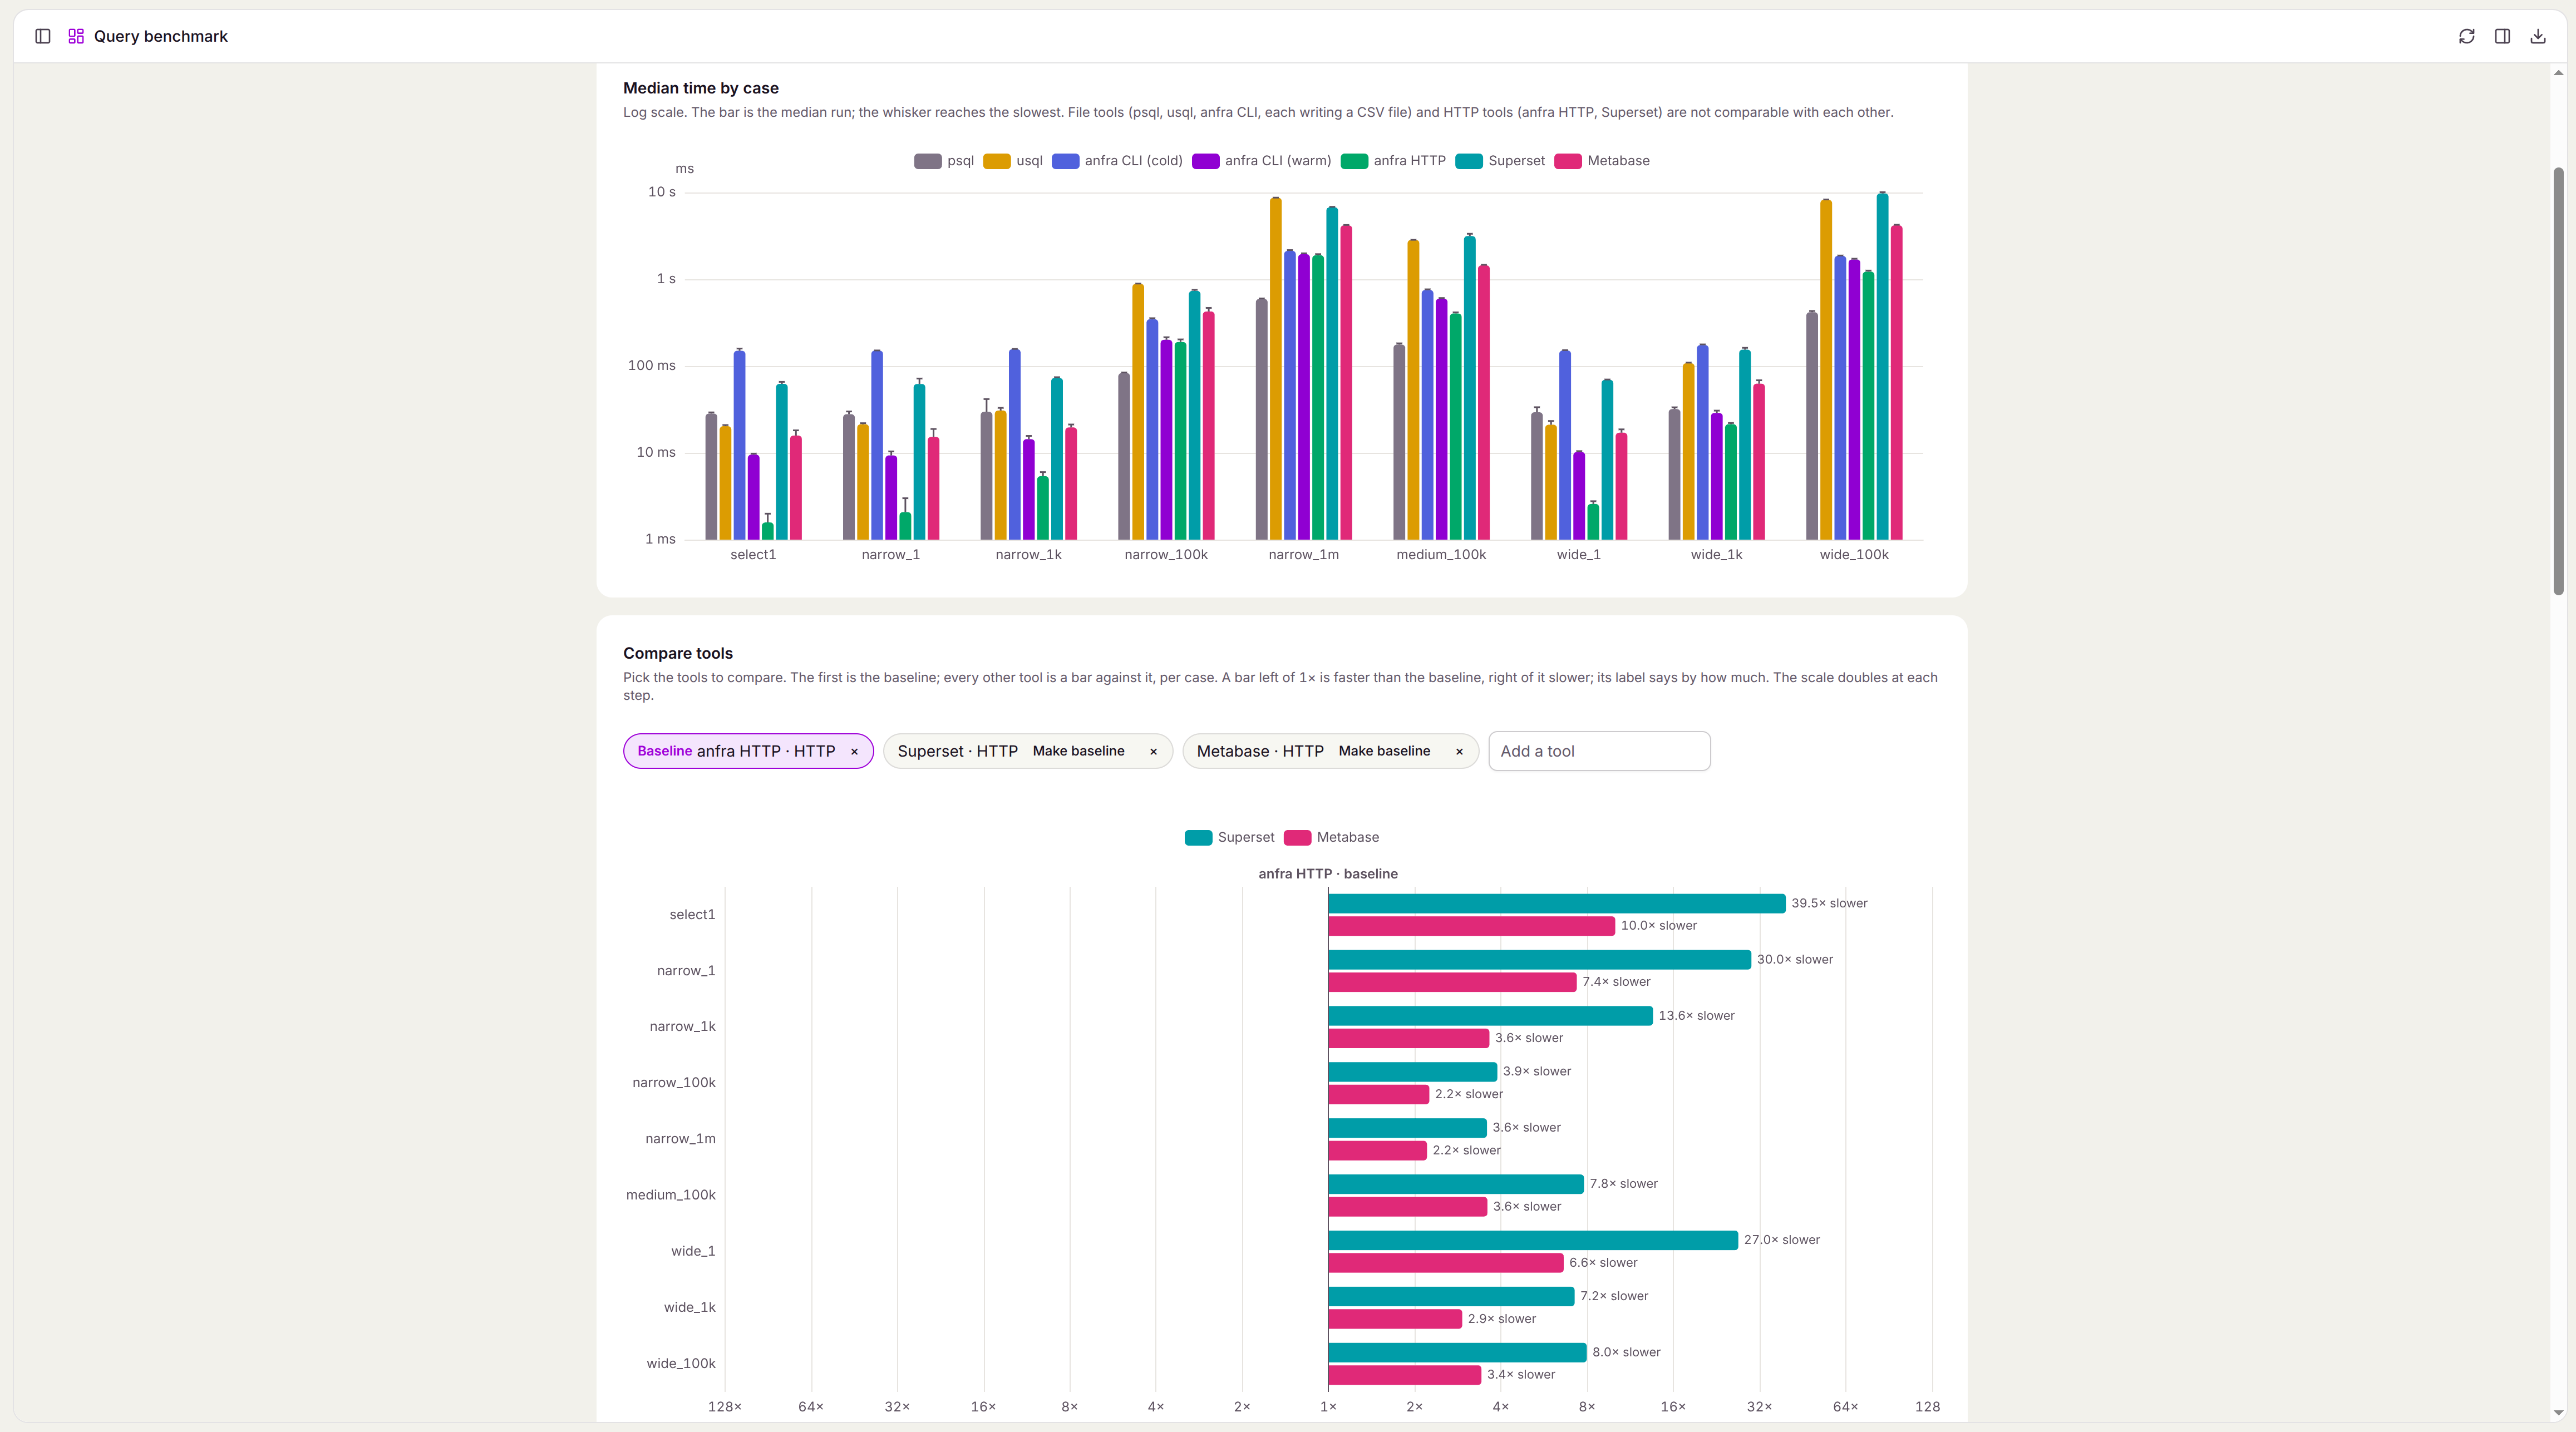 Query benchmark
Median time by case
Log scale. The bar is the median run; the whisker reaches the slowest. File tools (psql, usql, anfra CLI, each writing a CSV file) and HTTP tools (anfra HTTP, Superset) are not comparable with each other.
psql usql anfra CLI (cold) anfra CLI (warm) anfra HTTP Superset Metabase
ms
10 s
1 s
100 ms
10 ms
1 ms
select1 narrow_1 narrow_1k narrow_100k narrow_1m medium_100k wide_1 wide_1k wide_100k
Compare tools
Pick the tools to compare. The first is the baseline; every other tool is a bar against it, per case. A bar left of 1× is faster than the baseline, right of it slower; its label says by how much. The scale doubles at each
step.
Baseline anfra HTTP · HTTP × Superset · HTTP Make baseline × Metabase · HTTP Make baseline × Add a tool
Superset Metabase
anfra HTTP · baseline
select1
39.5× slower
10.0× slower
narrow_1
30.0× slower
7.4× slower
narrow_1k
13.6× slower
3.6× slower
narrow_100k
3.9× slower
2.2× slower
narrow_1m
3.6× slower
2.2× slower
medium_100k
7.8× slower
3.6× slower
wide_1
27.0× slower
6.6× slower
wide_1k
7.2× slower
2.9× slower
wide_100k
8.0× slower
3.4× slower
128× 64× 32× 16× 8× 4× 2× 1× 2× 4× 8× 16× 32× 64× 128